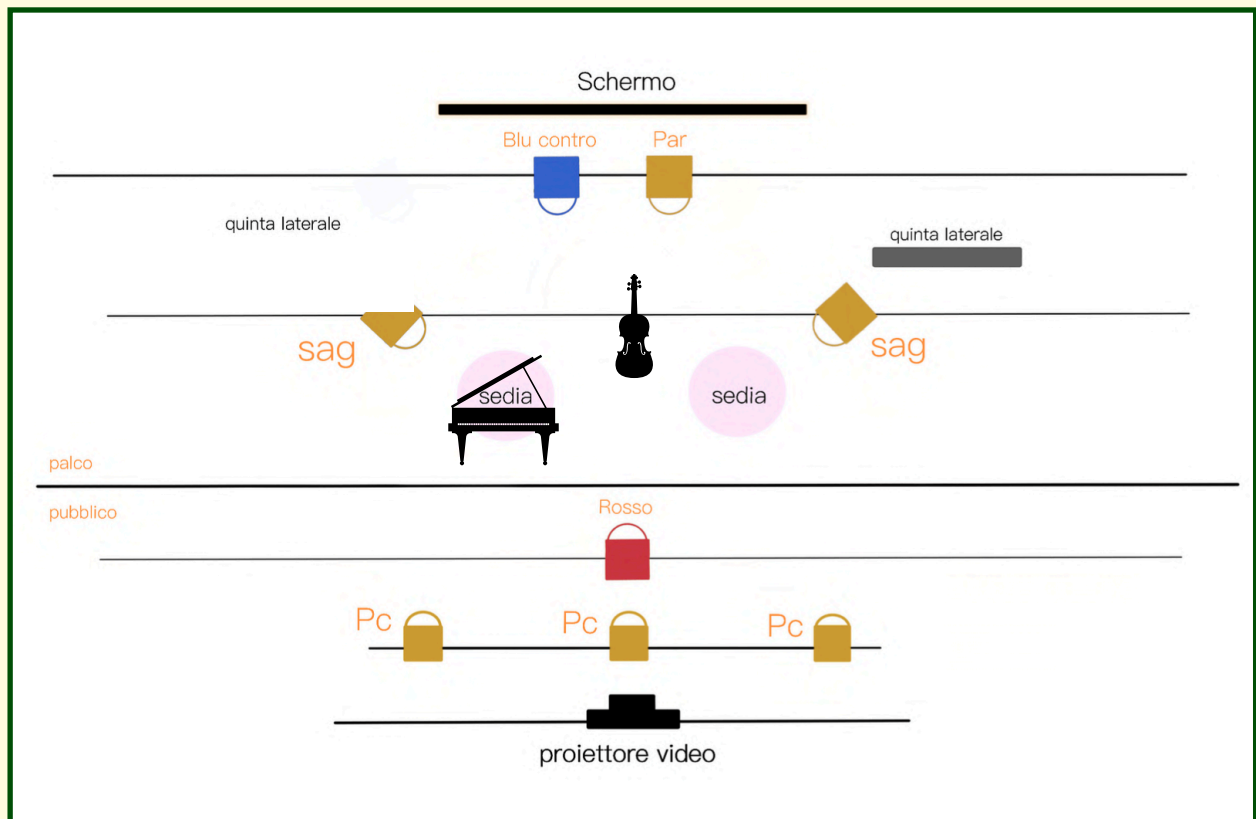 Schermo
Blu contro
Par
quinta laterale
quinta laterale
sag
sag
sedia
sedia
palco
pubblico
Rosso
Pc
Pc
Pc
proiettore video